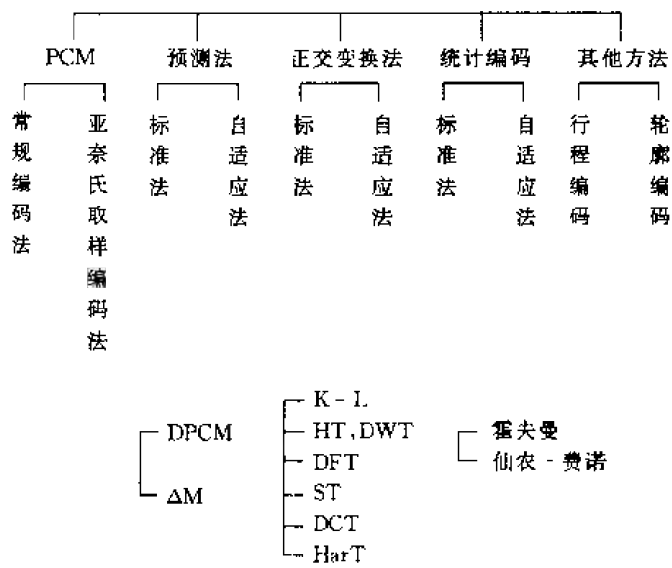 PCM 预测法 正交变换法 统计编码 其他方法
常规编码法
亚奈氏取样编码法
标准法
自适应法
标准法
自适应法
标准法
自适应法
行程编码
轮廓编码
K-L
DPCM
HT,DWT
霍夫曼
DFT
仙农-费诺
ΔM
ST
DCT
HarT